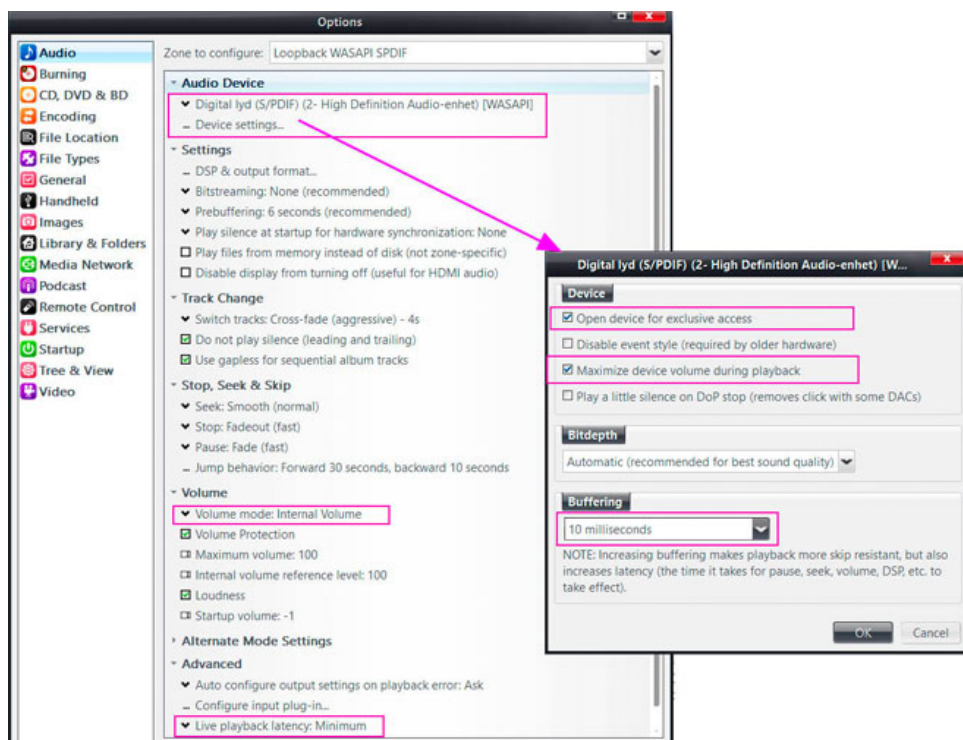 Options
Audio
Burning
CD, DVD & BD
Encoding
File Location
File Types
General
Handheld
Images
Library & Folders
Media Network
Podcast
Remote Control
Services
Startup
Tree & View
Video
Zone to configure: Loopback WASAPI SPDIF
Audio Device
Digital lyd (S/PDIF) (2- High Definition Audio-enhet) [WASAPI]
Device settings...
Settings
DSP & output format...
Bitstreaming: None (recommended)
Prebuffering: 6 seconds (recommended)
Play silence at startup for hardware synchronization: None
Play files from memory instead of disk (not zone-specific)
Disable display from turning off (useful for HDMI audio)
Track Change
Switch tracks: Cross-fade (aggressive) - 4s
Do not play silence (leading and trailing)
Use gapless for sequential album tracks
Stop, Seek & Skip
Seek: Smooth (normal)
Stop: Fadeout (fast)
Pause: Fade (fast)
Jump behavior: Forward 30 seconds, backward 10 seconds
Volume
Volume mode: Internal Volume
Volume Protection
Maximum volume: 100
Internal volume reference level: 100
Loudness
Startup volume: -1
Alternate Mode Settings
Advanced
Auto configure output settings on playback error: Ask
Configure input plug-in...
Live playback latency: Minimum
Digital lyd (S/PDIF) (2- High Definition Audio-enhet) [W...
Device
Open device for exclusive access
Disable event style (required by older hardware)
Maximize device volume during playback
Play a little silence on DoP stop (removes click with some DACs)
Bitdepth
Automatic (recommended for best sound quality)
Buffering
10 milliseconds
NOTE: Increasing buffering makes playback more skip resistant, but also
increases latency (the time it takes for pause, seek, volume, DSP, etc. to
take effect).
OK
Cancel